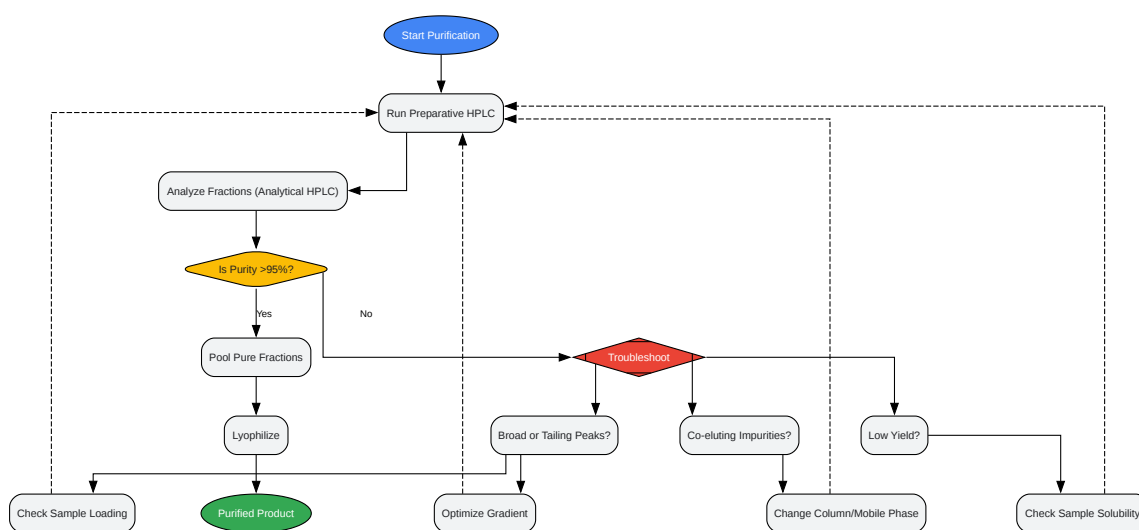 Start Purification
Run Preparative HPLC
Analyze Fractions (Analytical HPLC)
Is Purity >95%?
Yes
No
Pool Pure Fractions
Troubleshoot
Lyophilize
Broad or Tailing Peaks?
Co-eluting Impurities?
Low Yield?
Check Sample Loading
Purified Product
Optimize Gradient
Change Column/Mobile Phase
Check Sample Solubility